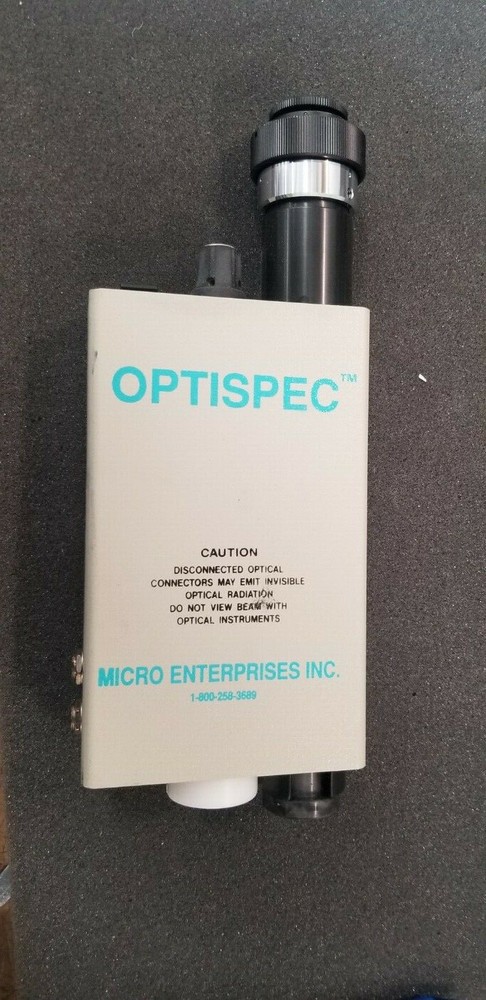 OPTISPEC™
CAUTION
DISCONNECTED OPTICAL
CONNECTORS MAY EMIT INVISIBLE
OPTICAL RADIATION
DO NOT VIEW BEAM WITH
OPTICAL INSTRUMENTS
MICRO ENTERPRISES INC.
1-800-258-3689